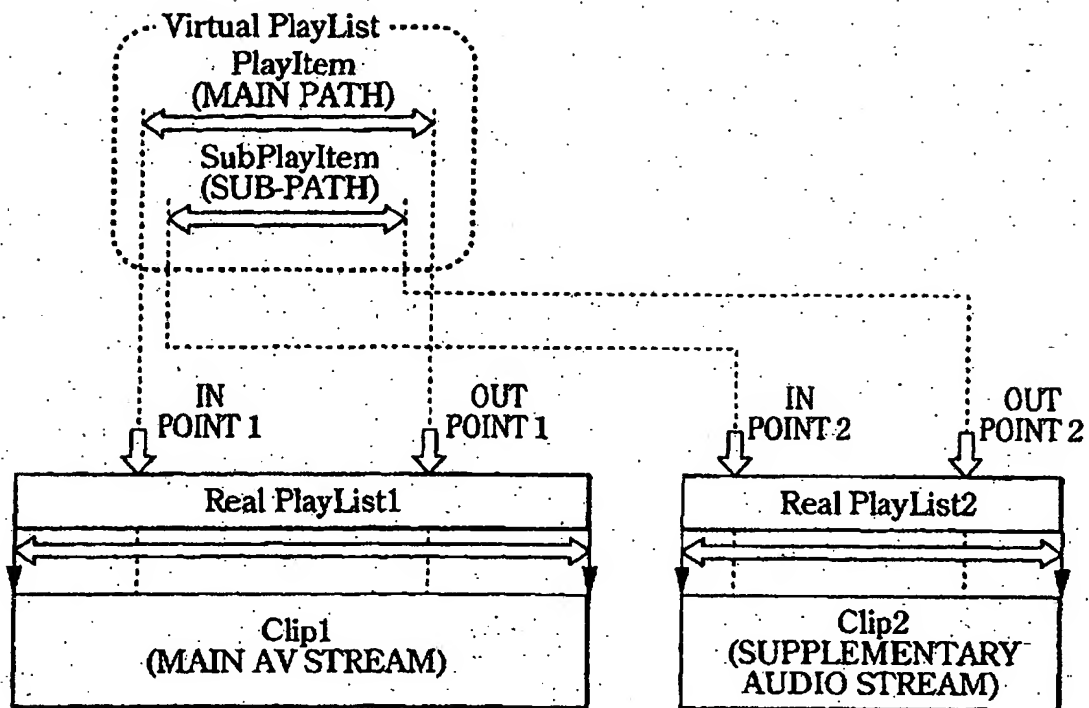 Virtual PlayList
PlayItem
(MAIN PATH)
SubPlayItem
(SUB-PATH)
IN
POINT 1
OUT
POINT 1
IN
POINT 2
OUT
POINT 2
Real PlayList1
Real PlayList2
Clip1
(MAIN AV STREAM)
Clip2
(SUPPLEMENTARY
AUDIO STREAM)